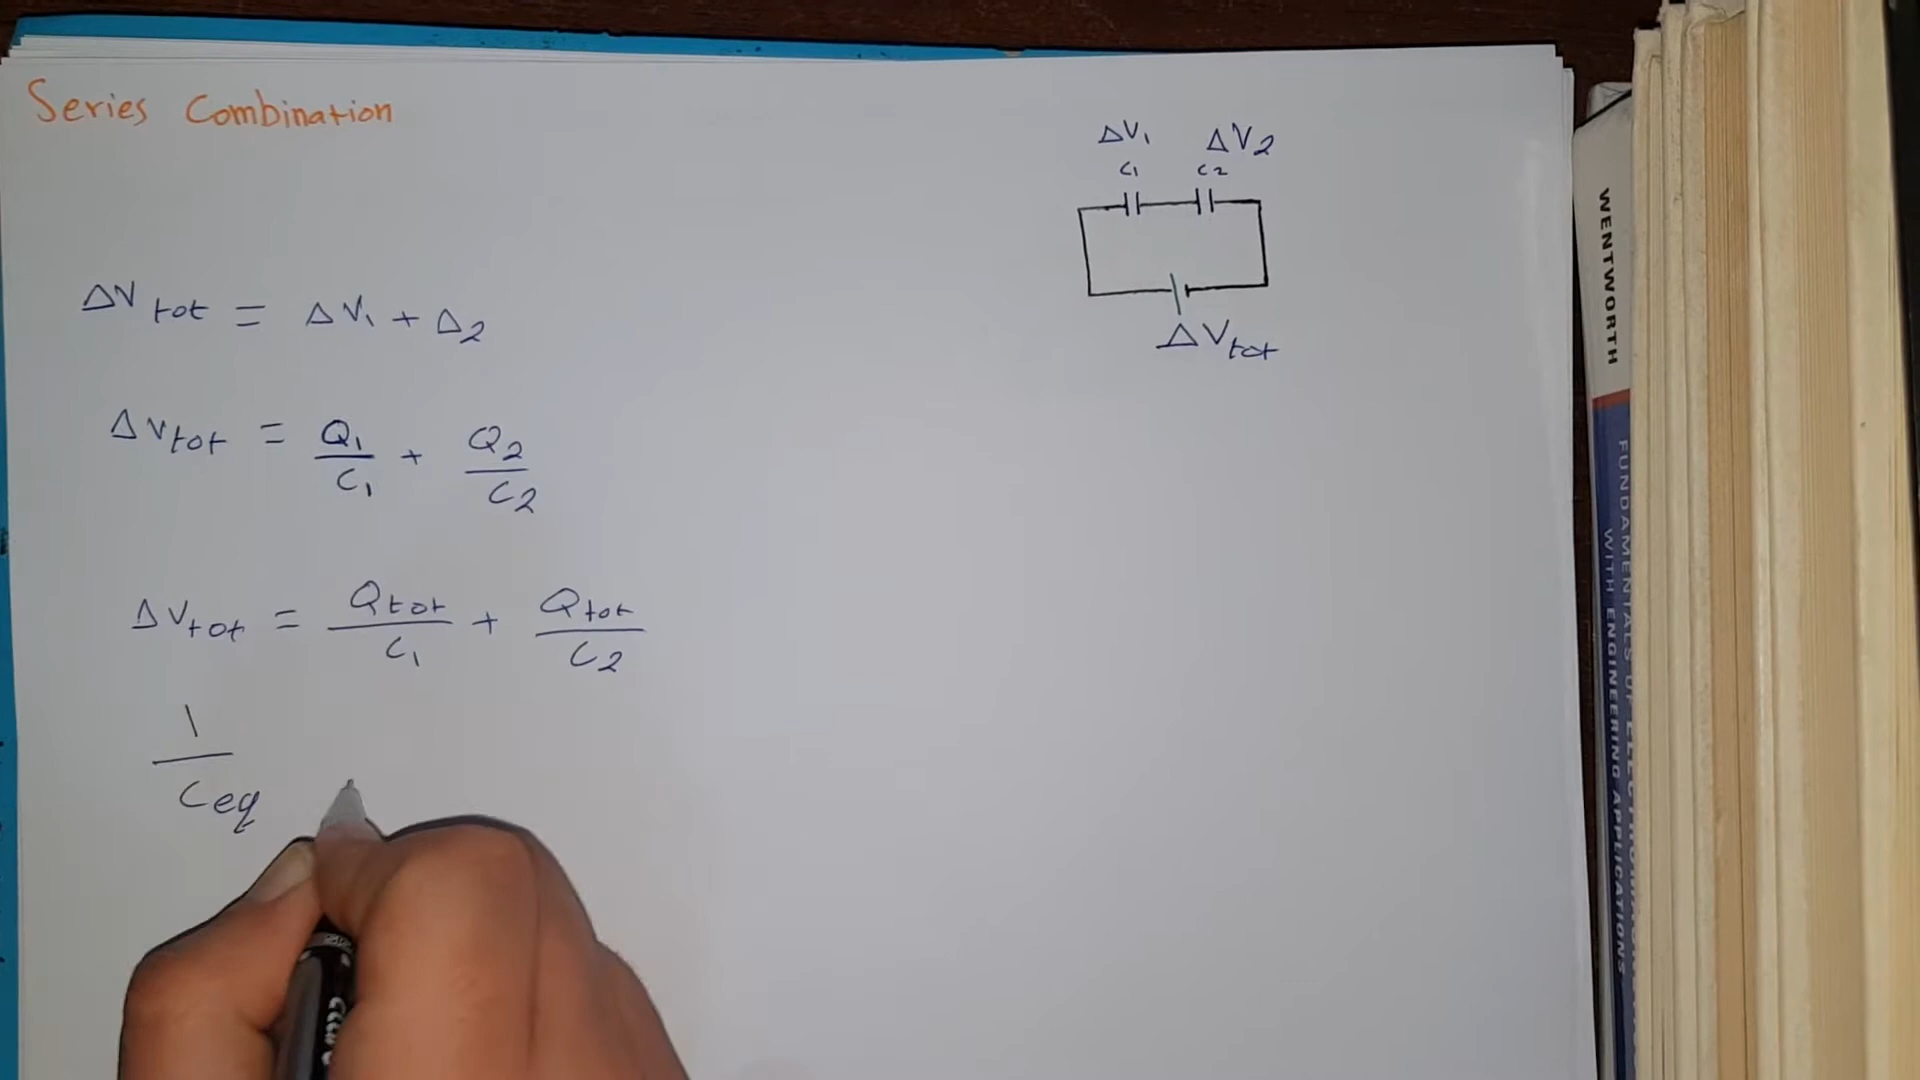 Series Combination
ΔV₁ ΔV2
C₁ C2
ΔVtot
ΔVtot = ΔV₁ + Δ2
ΔVtot = Q₁/C₁ + Q2/C2
ΔVtot = Qtot/C₁ + Qtot/C2
1/Ceq
WENTWORTH
FUNDAMENTALS OF ELECTROMAGNETICS
WITH ENGINEERING APPLICATIONS